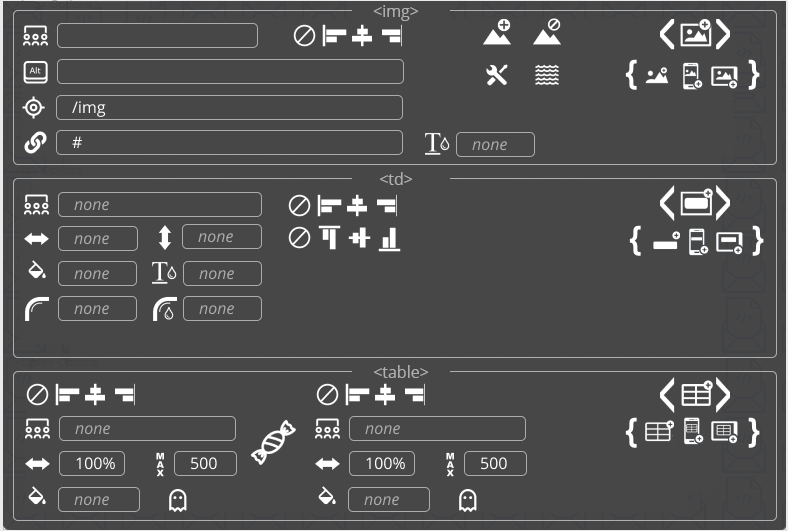 <img>
Alt
/img
#
T none
<td>
none
none none
none T none
none none
<table>
none none
100% MAX 500 100% MAX 500
none none